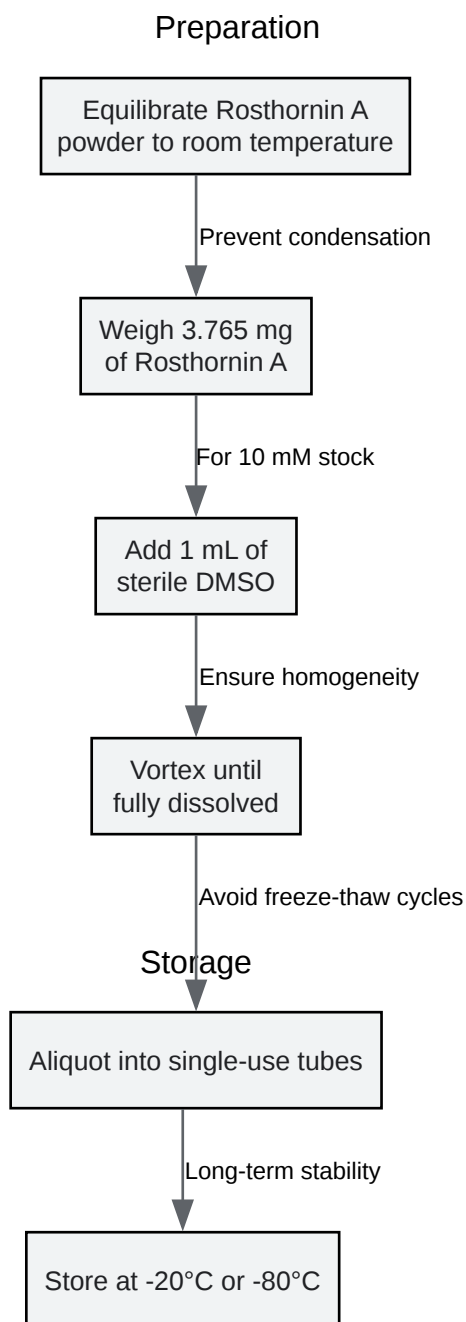 Preparation
Equilibrate Rosthornin A
powder to room temperature
Prevent condensation
Weigh 3.765 mg
of Rosthornin A
For 10 mM stock
Add 1 mL of
sterile DMSO
Ensure homogeneity
Vortex until
fully dissolved
Avoid freeze-thaw cycles
Storage
Aliquot into single-use tubes
Long-term stability
Store at -20°C or -80°C